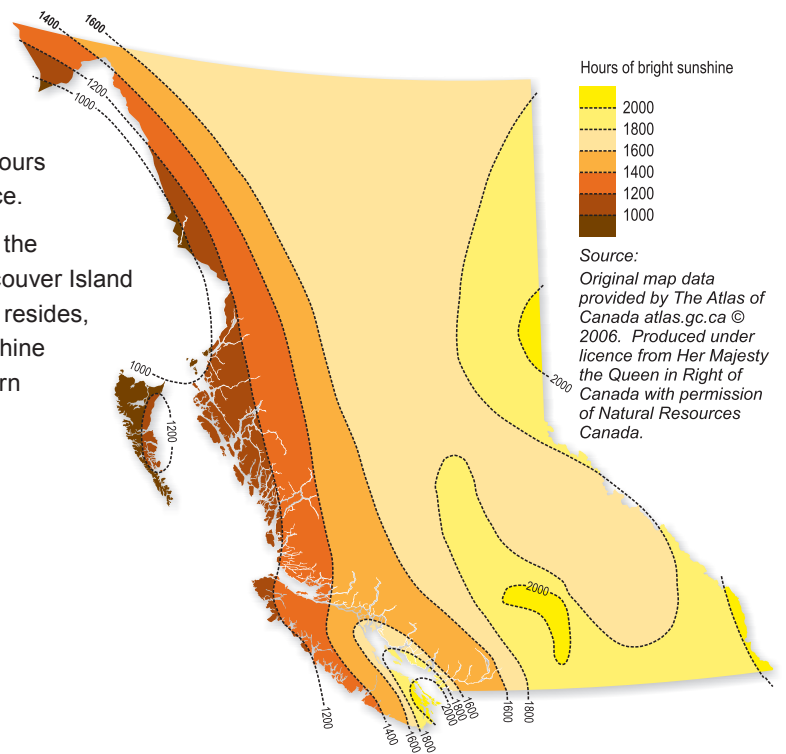 1400
1600
1200
1000
ours
ce.
the
couver Island
resides,
hine
rn
1000
1200
2000
2000
1200
1400
1600
1800
2000
1800
1600
1600
1800
Hours of bright sunshine
2000
1800
1600
1400
1200
1000
Source:
Original map data
provided by The Atlas of
Canada atlas.gc.ca ©
2006. Produced under
licence from Her Majesty
the Queen in Right of
Canada with permission
of Natural Resources
Canada.